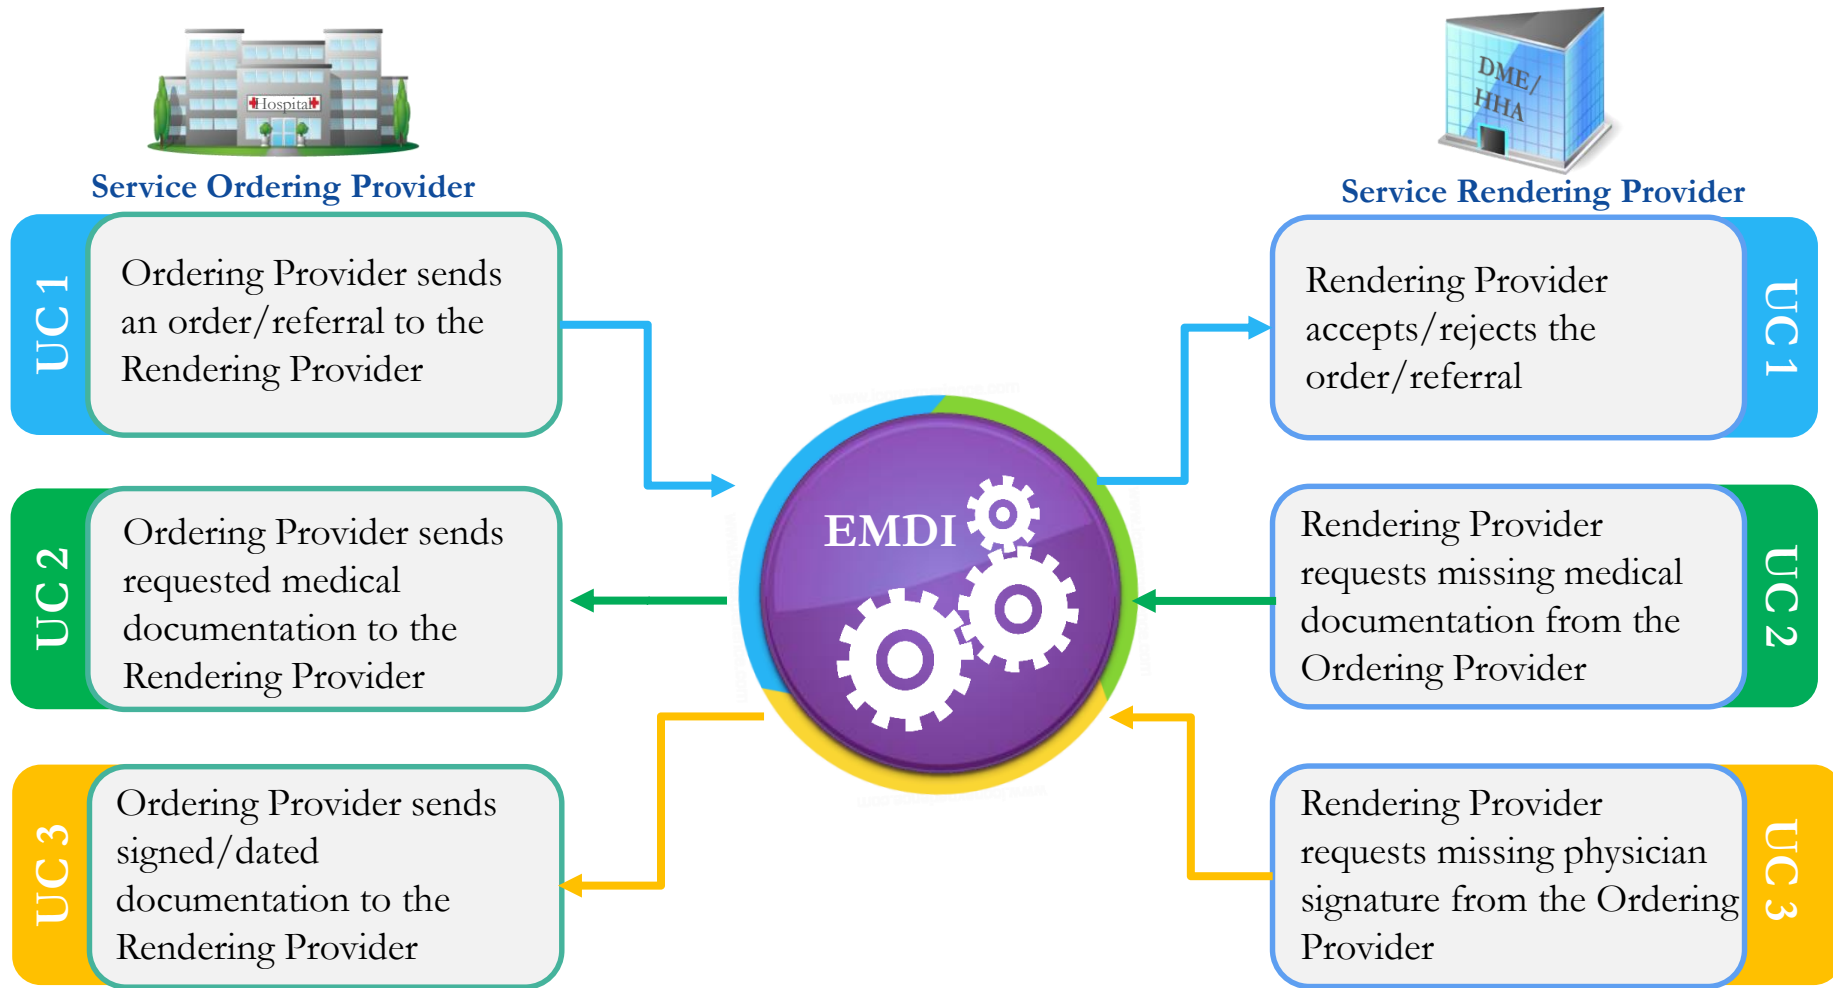 Hospital
DME/
HHA
Service Ordering Provider
Service Rendering Provider
UC 1
Ordering Provider sends
an order/referral to the
Rendering Provider
Rendering Provider
accepts/rejects the
order/referral
UC 1
EMDI
UC 2
Ordering Provider sends
requested medical
documentation to the
Rendering Provider
Rendering Provider
requests missing medical
documentation from the
Ordering Provider
UC 2
UC 3
Ordering Provider sends
signed/dated
documentation to the
Rendering Provider
Rendering Provider
requests missing physician
signature from the Ordering
Provider
UC 3